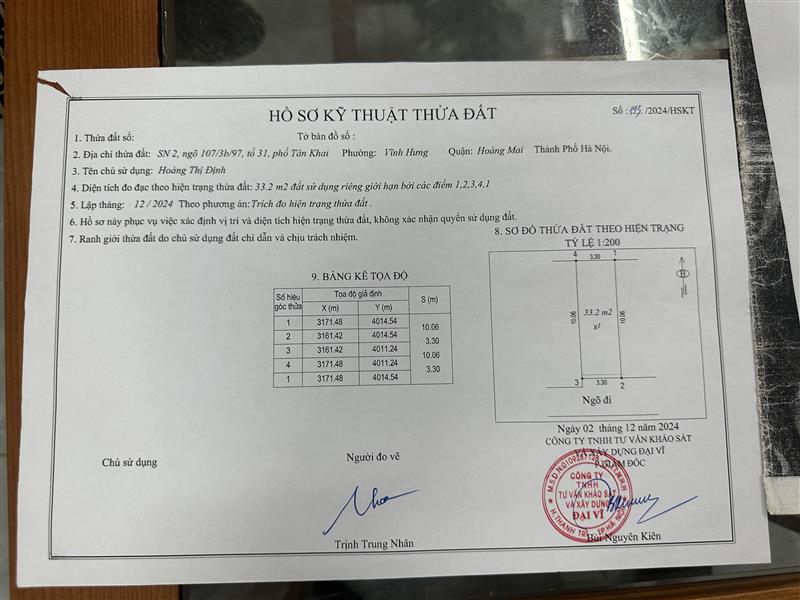 HỒ SƠ KỸ THUẬT THỬA ĐẤT
Số : 193. /2024/HSKT
1. Thửa đất số: Tờ bản đồ số :
2. Địa chỉ thửa đất: SN 2, ngõ 107/3b/97, tổ 31, phố Tân Khai Phường: Vĩnh Hưng Quận: Hoàng Mai Thành Phố Hà Nội.
3. Tên chủ sử dụng: Hoàng Thị Định
4. Diện tích đo đạc theo hiện trạng thửa đất: 33.2 m2 đất sử dụng riêng giới hạn bởi các điểm 1,2,3,4,1
5. Lập tháng: 12 / 2024 Theo phương án: Trích đo hiện trạng thửa đất .
6. Hồ sơ này phục vụ việc xác định vị trí và diện tích hiện trạng thửa đất, không xác nhận quyền sử dụng đất.
7. Ranh giới thửa đất do chủ sử dụng đất chỉ dẫn và chịu trách nhiệm.
8. SƠ ĐỒ THỬA ĐẤT THEO HIỆN TRẠNG
TỶ LỆ 1:200
4 3.30 1
B
10.06 33.2 m2 10.06
g1
3 3.30 2
Ngõ đi
9. BẢNG KÊ TỌA ĐỘ
Số hiệu góc thửa Tọa độ giả định S (m)
X (m) Y (m)
1 3171.48 4014.54
10.06
2 3161.42 4014.54
3.30
3 3161.42 4011.24
10.06
4 3171.48 4011.24
3.30
1 3171.48 4014.54
Ngày 02 tháng 12 năm 2024
CÔNG TY TNHH TƯ VẤN KHẢO SÁT
VÀ XÂY DỰNG ĐẠI VĨ
P.GIÁM ĐỐC
Chủ sử dụng
Người đo vẽ
CÔNG TY
TNHH
TƯ VẤN KHẢO SÁT
VÀ XÂY DỰNG
ĐẠI VĨ
H.THANH TRÌ - TP.HÀ NỘI
Trịnh Trung Nhân
Bùi Nguyên Kiên